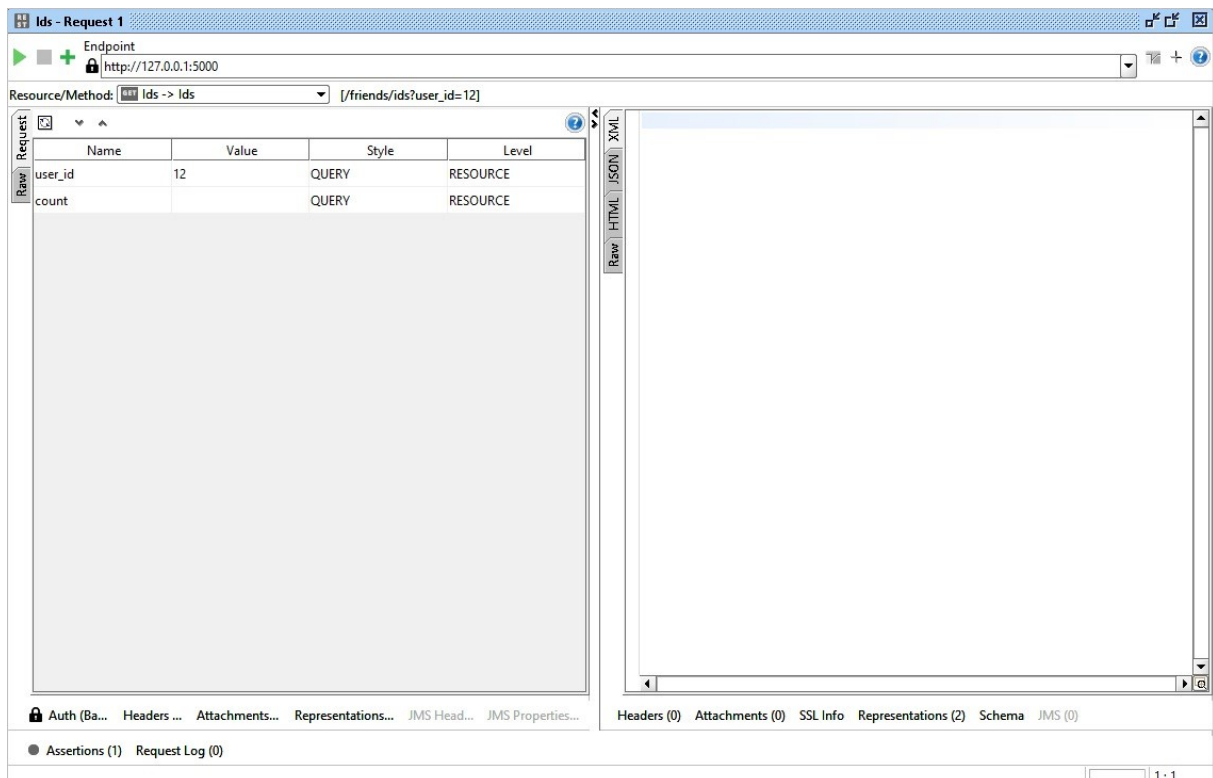 Ids - Request 1
Endpoint
http://127.0.0.1:5000
Resource/Method: GET Ids -> Ids [/friends/ids?user_id=12]
Request
Raw
Name Value Style Level
user_id 12 QUERY RESOURCE
count QUERY RESOURCE
XML
JSON
HTML
Raw
Auth (Ba... Headers ... Attachments... Representations... JMS Head... JMS Properties...
Headers (0) Attachments (0) SSL Info Representations (2) Schema JMS (0)
Assertions (1) Request Log (0)
1 : 1